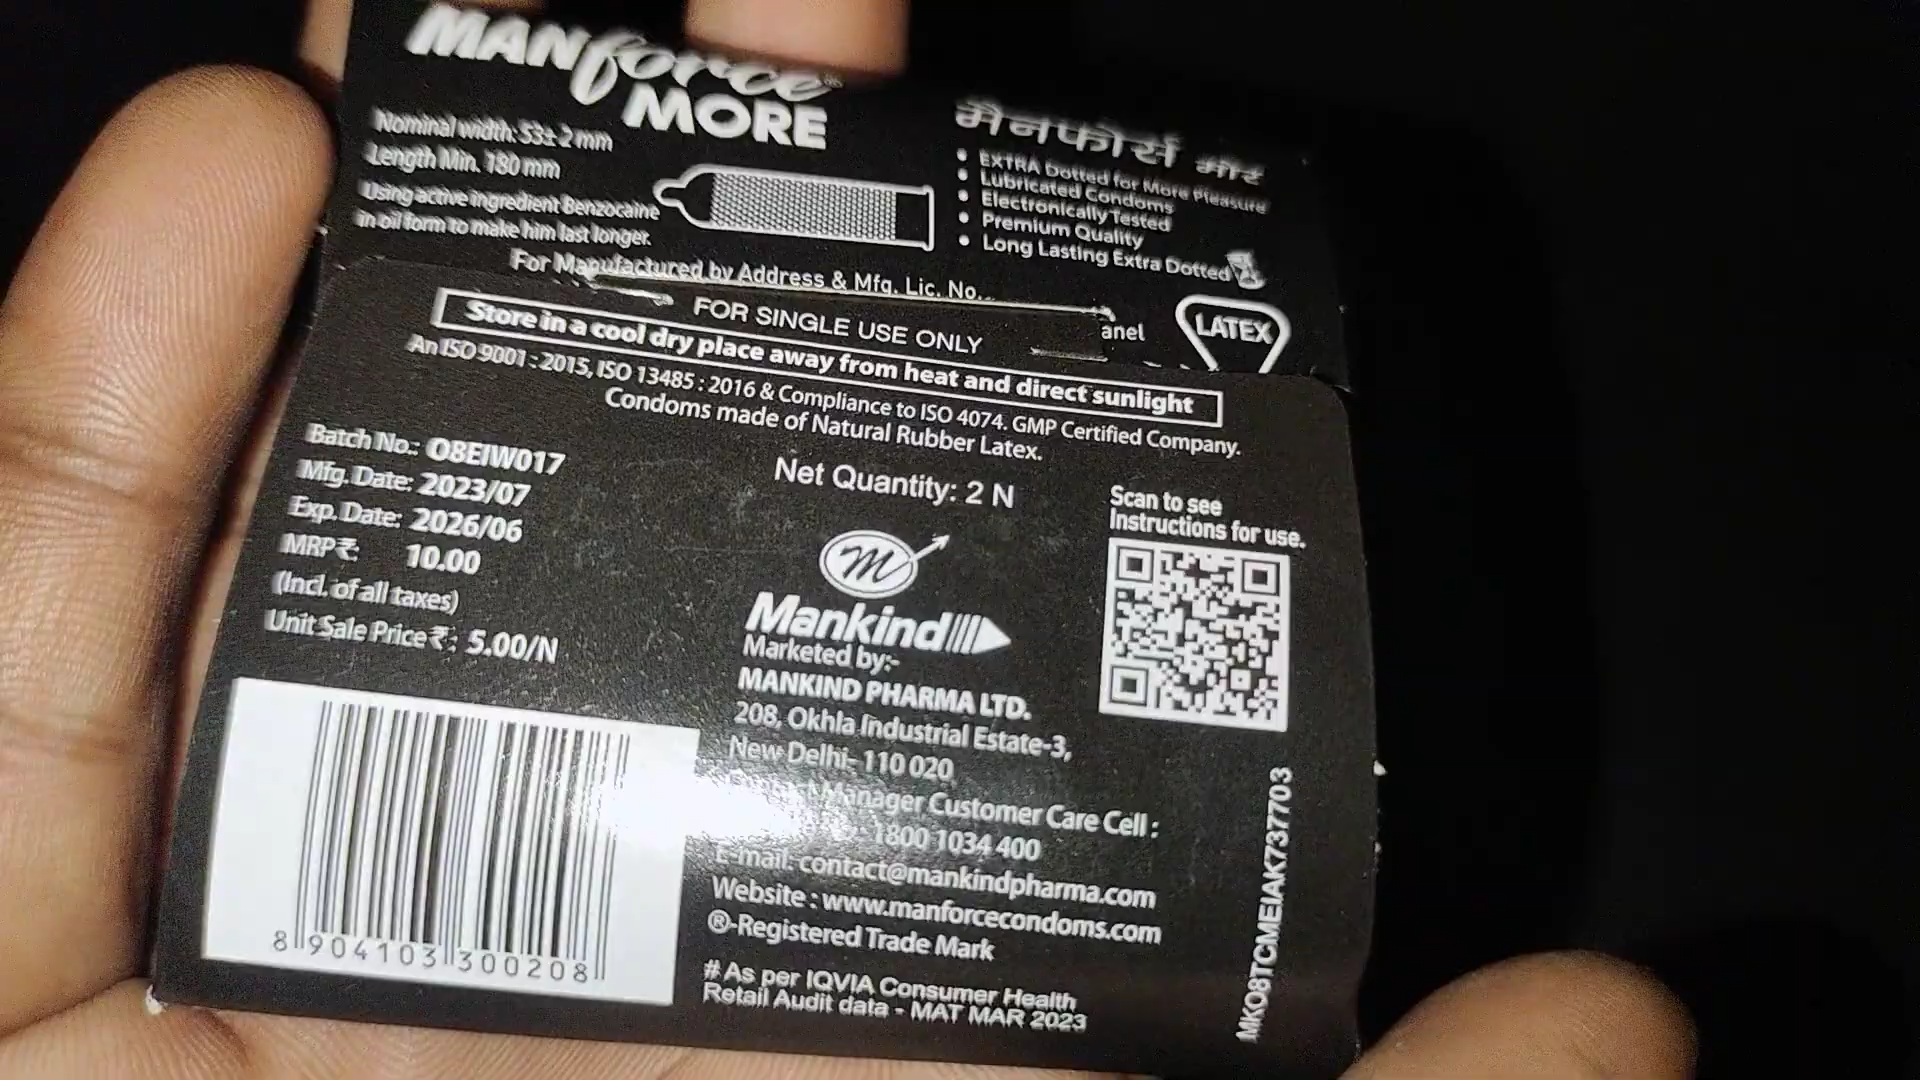 MANforce®
MORE
Nominal width: 53± 2 mm
Length Min. 180 mm
Using active ingredient Benzocaine
in oil form to make him last longer.
मैनफोर्स मोर
• EXTRA Dotted for More Pleasure
• Lubricated Condoms
• Electronically Tested
• Premium Quality
• Long Lasting Extra Dotted
For Manufactured by Address & Mfg. Lic. No.
anel
LATEX
FOR SINGLE USE ONLY
Store in a cool dry place away from heat and direct sunlight
An ISO 9001 : 2015, ISO 13485 : 2016 & Compliance to ISO 4074. GMP Certified Company.
Condoms made of Natural Rubber Latex.
Batch No.: O8EIW017
Mfg. Date: 2023/07
Exp. Date: 2026/06
MRP₹: 10.00
(Incl. of all taxes)
Unit Sale Price ₹: 5.00/N
8 904103 300208
Net Quantity: 2 N
m
Mankind
Marketed by:-
MANKIND PHARMA LTD.
208, Okhla Industrial Estate-3,
New Delhi- 110 020
Manager Customer Care Cell :
1800 1034 400
E-mail: contact@mankindpharma.com
Website : www.manforcecondoms.com
®-Registered Trade Mark
# As per IQVIA Consumer Health
Retail Audit data - MAT MAR 2023
Scan to see
Instructions for use.
MKO8TCMEIAK737703